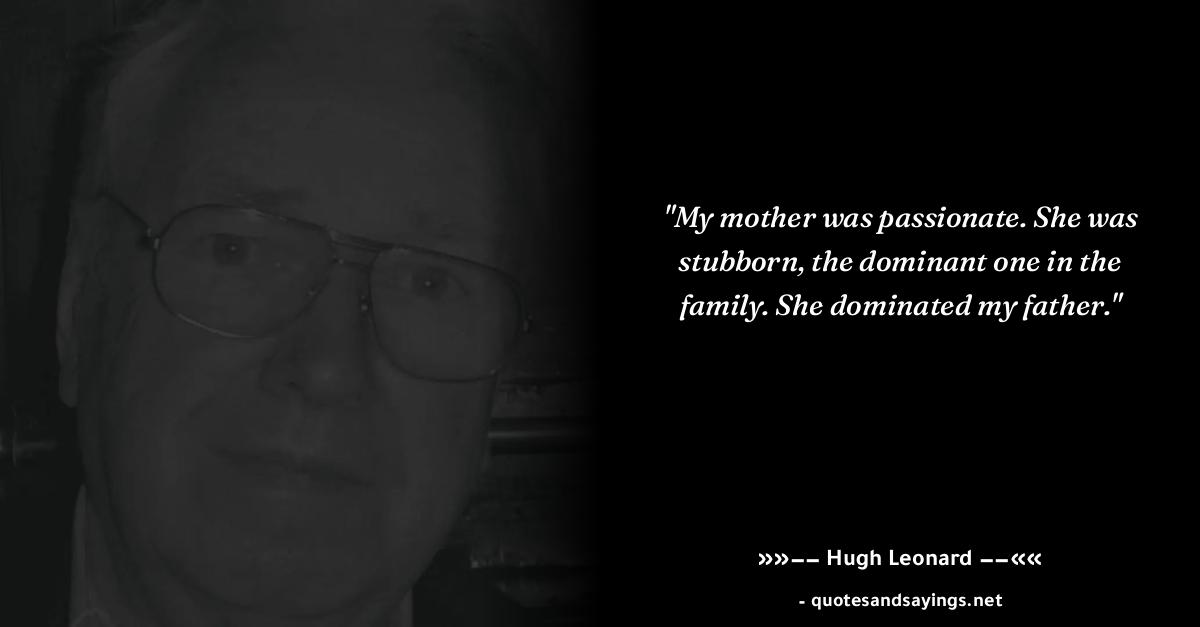 "My mother was passionate. She was
stubborn, the dominant one in the
family. She dominated my father."
»»−− Hugh Leonard −−««
- quotesandsayings.net